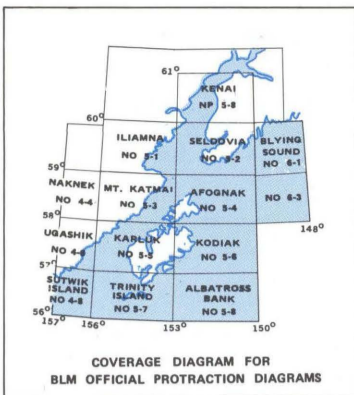 61°
KENAI
NP 5-8
60°
ILIAMNA
NO 5-1
SELDOVIA
NO 5-2
BLYING
SOUND
NO 6-1
59°
NAKNEK
NO 4-4
MT. KATMAI
NO 5-3
AFOGNAK
NO 5-4
NO 6-3
58°
148°
UGASHIK
KARLUK
NO 5-5
KODIAK
NO 5-6
57°
SUTWIK
ISLAND
NO 4-8
TRINITY
ISLAND
NO 5-7
ALBATROSS
BANK
NO 5-8
56°
157°
156°
153°
150°
COVERAGE DIAGRAM FOR
BLM OFFICIAL PROTRACTION DIAGRAMS